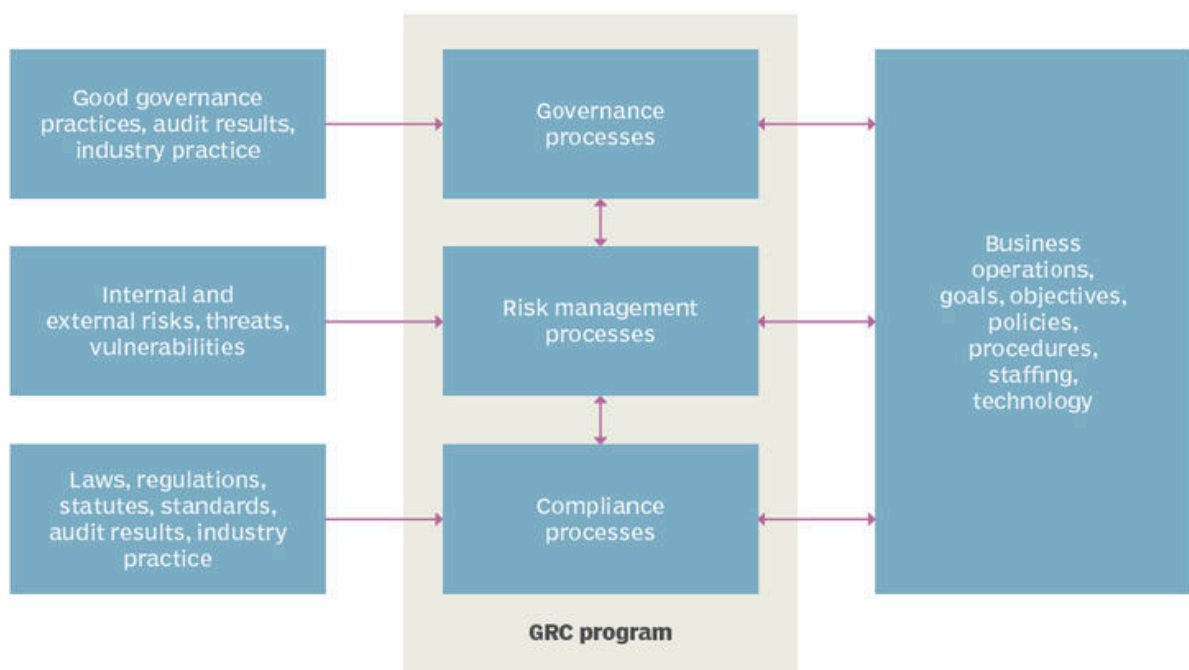 Good governance
practices, audit results,
industry practice
Governance
processes
Internal and
external risks, threats,
vulnerabilities
Risk management
processes
Business
operations,
goals, objectives,
policies,
procedures,
staffing,
technology
Laws, regulations,
statutes, standards,
audit results, industry
practice
Compliance
processes
GRC program